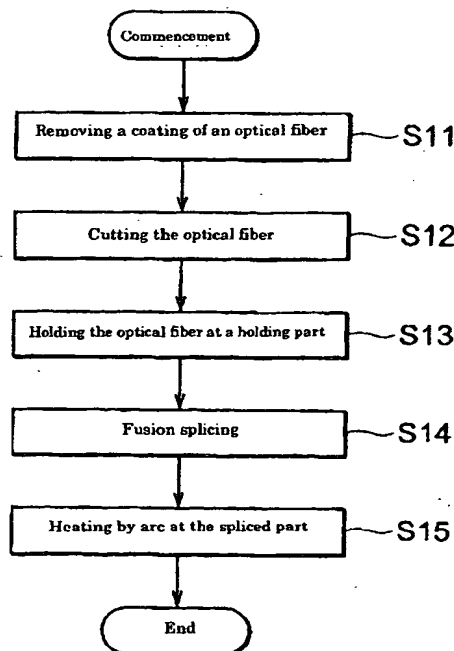 Commencement
Removing a coating of an optical fiber
S11
Cutting the optical fiber
S12
Holding the optical fiber at a holding part
S13
Fusion splicing
S14
Heating by arc at the spliced part
S15
End